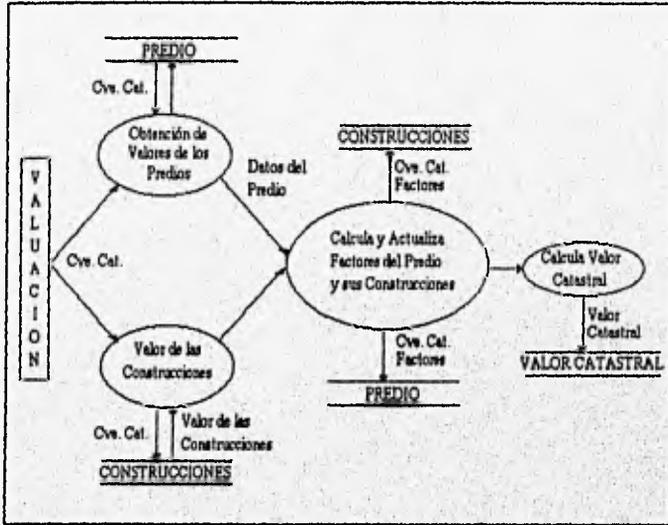 PREDIO
Cve. Cat.
Obtención de
Valores de los
Predios
Datos del
Predio
CONSTRUCCIONES
Cve. Cat.
Factores
VALUACION
Cve. Cat.
Calcula y Actualiza
Factores del Predio
y sus Construcciones
Calcula Valor
Catastral
Valor
Catastral
VALOR CATASTRAL
Valor de las
Construcciones
Cve. Cat.
Factores
PREDIO
Cve. Cat.
Valor de las
Construcciones
CONSTRUCCIONES